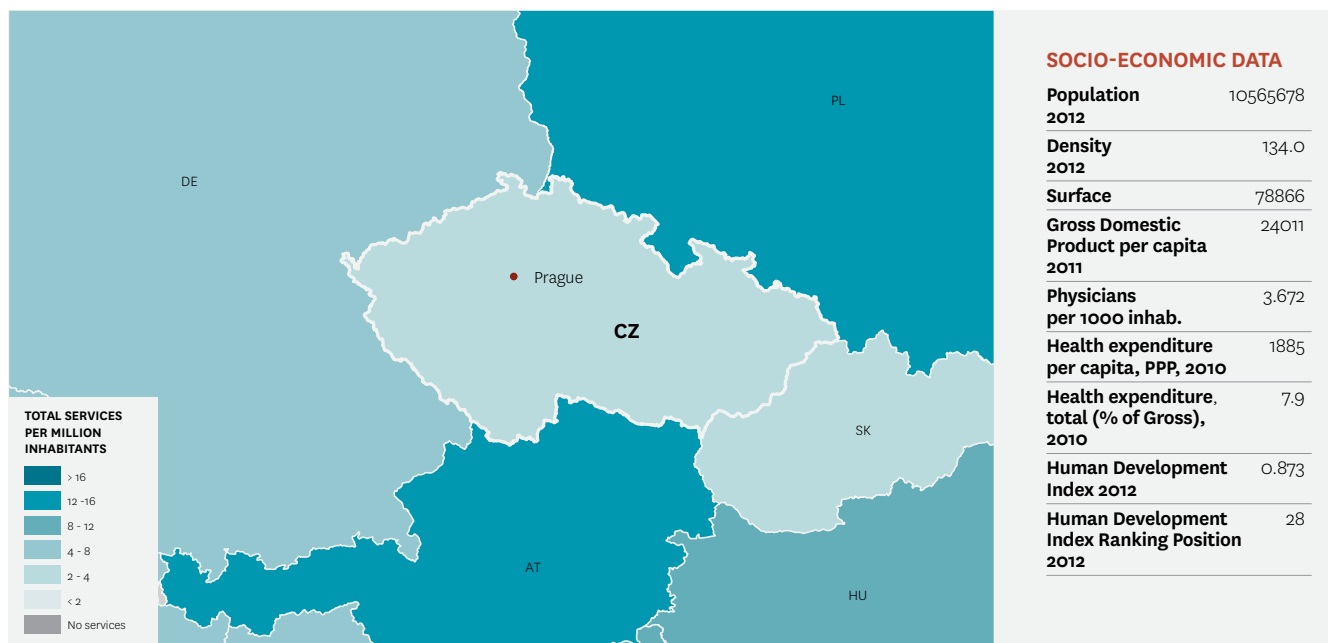 DE
PL
Prague
CZ
SK
AT
HU
TOTAL SERVICES
PER MILLION
INHABITANTS
> 16
12 -16
8 - 12
4 - 8
2 - 4
< 2
No services
SOCIO-ECONOMIC DATA
Population 10565678
2012
Density 134.0
2012
Surface 78866
Gross Domestic 24011
Product per capita
2011
Physicians 3.672
per 1000 inhab.
Health expenditure 1885
per capita, PPP, 2010
Health expenditure, 7.9
total (% of Gross),
2010
Human Development 0.873
Index 2012
Human Development 28
Index Ranking Position
2012